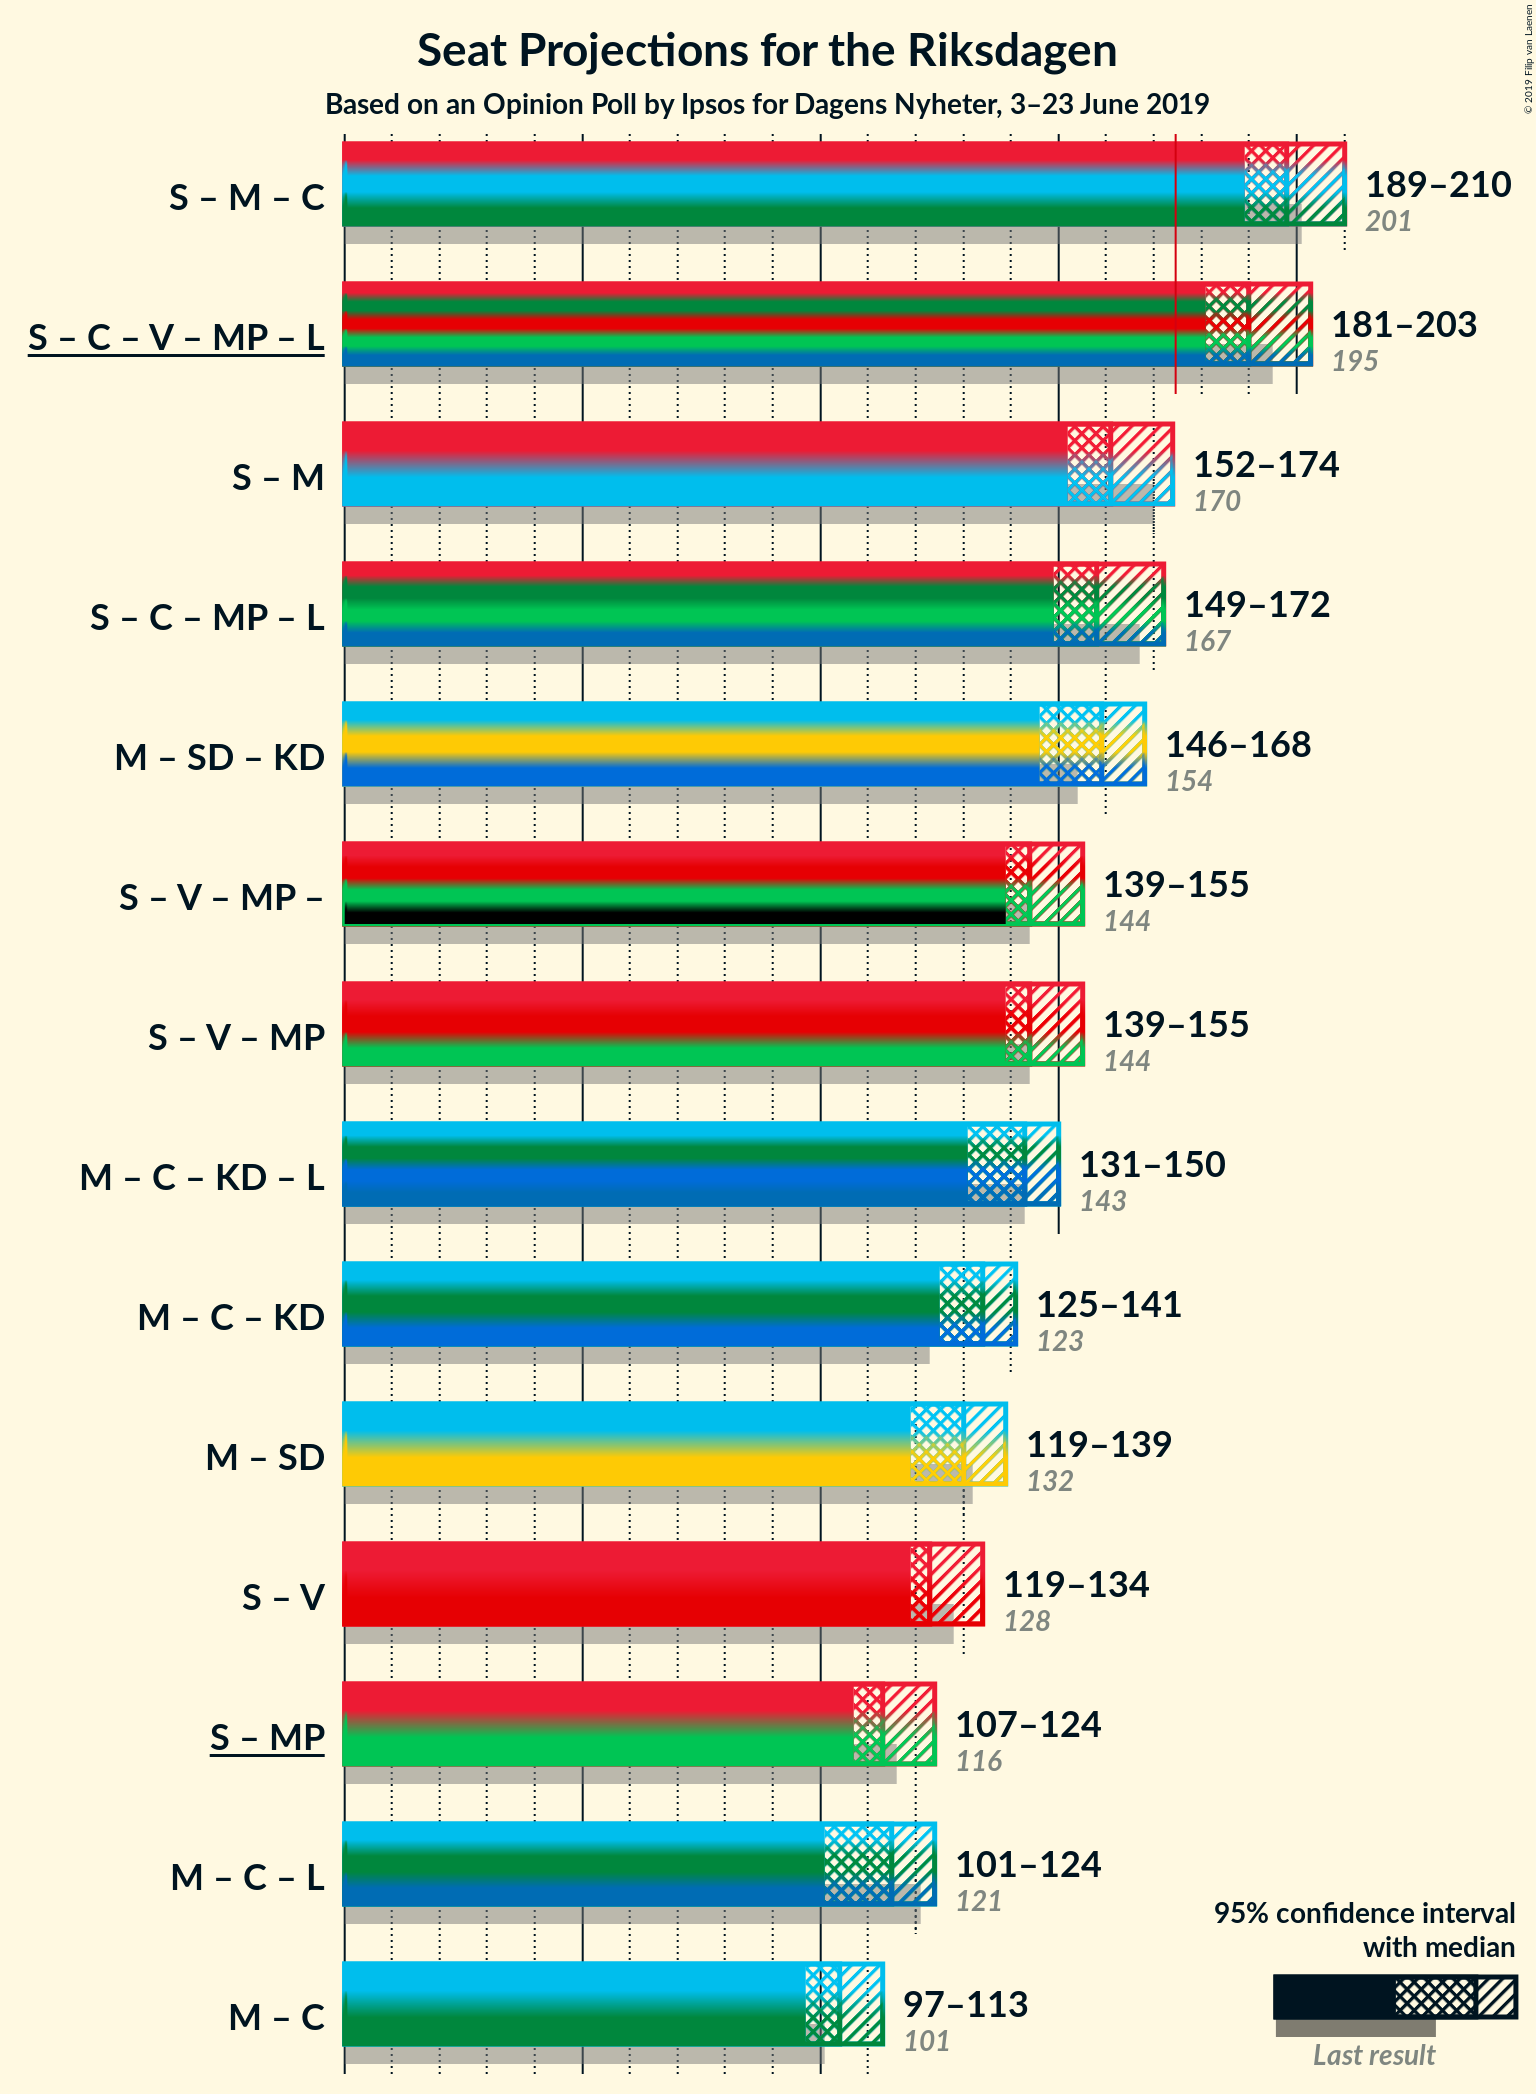 Seat Projections for the Riksdagen
Based on an Opinion Poll by Ipsos for Dagens Nyheter, 3–23 June 2019
© 2019 Filip van Laenen
S – M – C
189–210
201
S – C – V – MP – L
181–203
195
S – M
152–174
170
S – C – MP – L
149–172
167
M – SD – KD
146–168
154
S – V – MP –
139–155
144
S – V – MP
139–155
144
M – C – KD – L
131–150
143
M – C – KD
125–141
123
M – SD
119–139
132
S – V
119–134
128
S – MP
107–124
116
M – C – L
101–124
121
M – C
97–113
101
95% confidence interval
with median
Last result